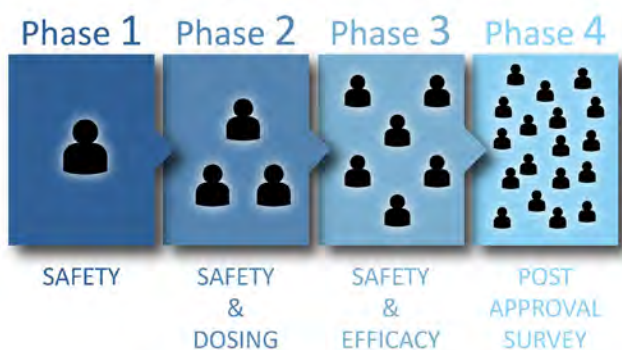 Phase 1
Phase 2
Phase 3
Phase 4
SAFETY
SAFETY
&
DOSING
SAFETY
&
EFFICACY
POST
APPROVAL
SURVEY